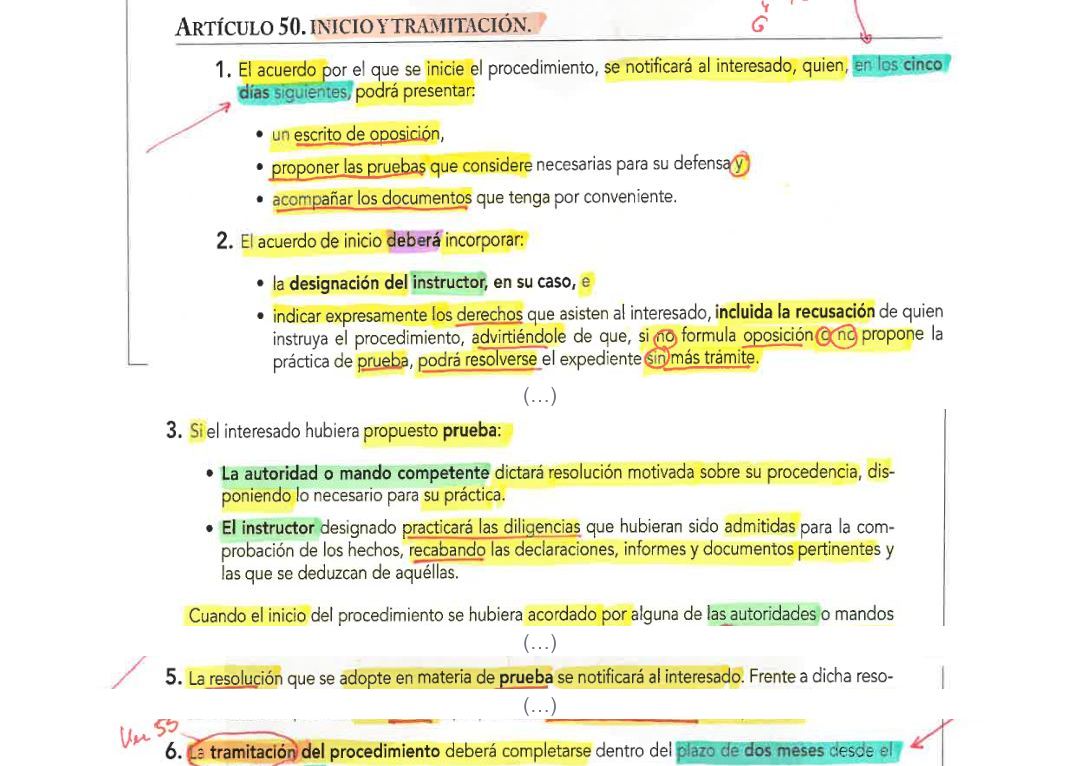 ARTÍCULO 50. INICIO Y TRAMITACIÓN.
1. El acuerdo por el que se inicie el procedimiento, se notificará al interesado, quien, en los cinco
días siguientes, podrá presentar:
• un escrito de oposición,
• proponer las pruebas que considere necesarias para su defensa y
• acompañar los documentos que tenga por conveniente.
2. El acuerdo de inicio deberá incorporar:
• la designación del instructor, en su caso, e
• indicar expresamente los derechos que asisten al interesado, incluida la recusación de quien
instruya el procedimiento, advirtiéndole de que, si no formula oposición o no propone la
práctica de prueba, podrá resolverse el expediente sin más trámite.
(...)
3. Si el interesado hubiera propuesto prueba:
• La autoridad o mando competente dictará resolución motivada sobre su procedencia, dis-
poniendo lo necesario para su práctica.
• El instructor designado practicará las diligencias que hubieran sido admitidas para la com-
probación de los hechos, recabando las declaraciones, informes y documentos pertinentes y
las que se deduzcan de aquéllas.
Cuando el inicio del procedimiento se hubiera acordado por alguna de las autoridades o mandos
(...)
5. La resolución que se adopte en materia de prueba se notificará al interesado. Frente a dicha reso-
(...)
Ver 55
6. La tramitación del procedimiento deberá completarse dentro del plazo de dos meses desde el